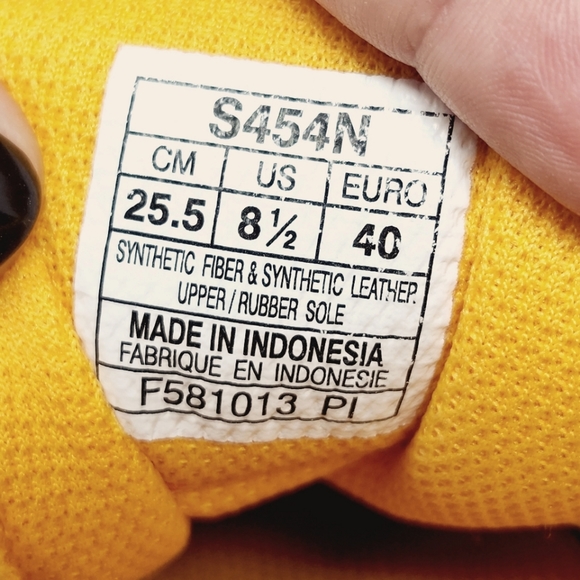 S454N
CM US EURO
25.5 8½ 40
SYNTHETIC FIBER & SYNTHETIC LEATHER
UPPER / RUBBER SOLE
MADE IN INDONESIA
FABRIQUE EN INDONESIE
F581013 PI